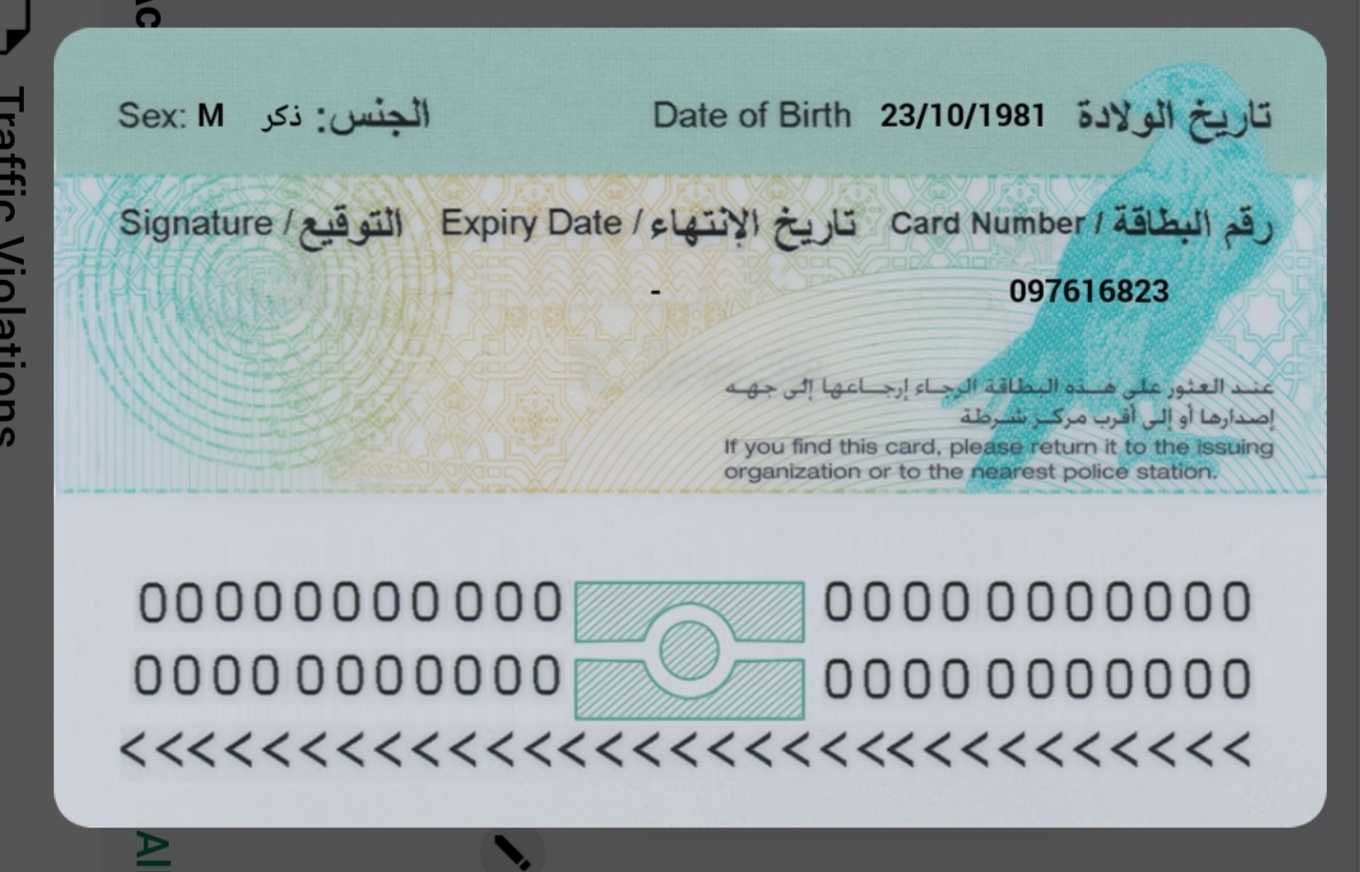 Ac
Traffic Violations
Sex: M ذكر :الجنس Date of Birth 23/10/1981 تاريخ الولادة
Signature / التوقيع Expiry Date / تاريخ الإنتهاء Card Number / رقم البطاقة
- 097616823
عند العثور على هذه البطاقة الرجاء إرجاعها إلى جهه
إصدارها أو إلى أقرب مركز شرطة
If you find this card, please return it to the issuing
organization or to the nearest police station.
00000000000 00000000000
00000000000 00000000000
<<<<<<<<<<<<<<<<<<<<<<<<<<<<<<<
Al